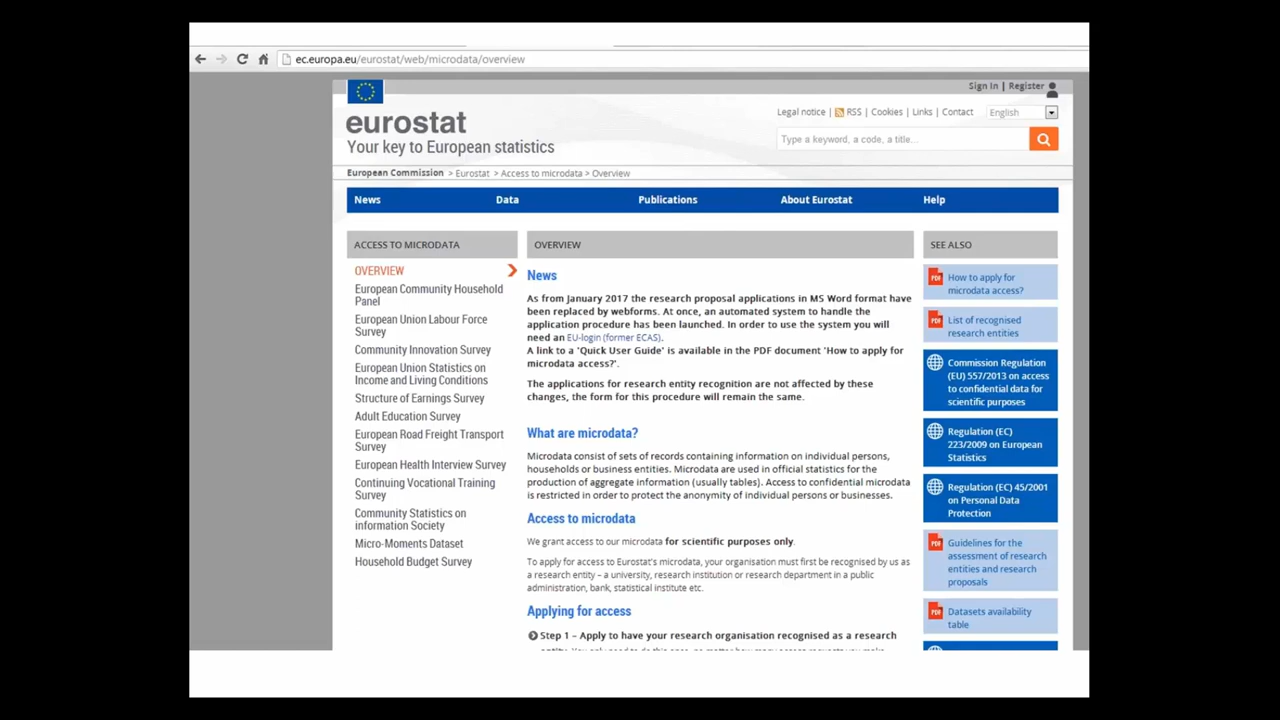 ec.europa.eu/eurostat/web/microdata/overview
Sign In | Register
eurostat
Your key to European statistics
Legal notice | RSS | Cookies | Links | Contact
English
Type a keyword, a code, a title...
European Commission > Eurostat > Access to microdata > Overview
News Data Publications About Eurostat Help
ACCESS TO MICRODATA
OVERVIEW
European Community Household
Panel
European Union Labour Force
Survey
Community Innovation Survey
European Union Statistics on
Income and Living Conditions
Structure of Earnings Survey
Adult Education Survey
European Road Freight Transport
Survey
European Health Interview Survey
Continuing Vocational Training
Survey
Community Statistics on
information Society
Micro-Moments Dataset
Household Budget Survey
OVERVIEW
News
As from January 2017 the research proposal applications in MS Word format have
been replaced by webforms. At once, an automated system to handle the
application procedure has been launched. In order to use the system you will
need an EU-login (former ECAS).
A link to a 'Quick User Guide' is available in the PDF document 'How to apply for
microdata access?'.
The applications for research entity recognition are not affected by these
changes, the form for this procedure will remain the same.
What are microdata?
Microdata consist of sets of records containing information on individual persons,
households or business entities. Microdata are used in official statistics for the
production of aggregate information (usually tables). Access to confidential microdata
is restricted in order to protect the anonymity of individual persons or businesses.
Access to microdata
We grant access to our microdata for scientific purposes only.
To apply for access to Eurostat's microdata, your organisation must first be recognised by us as
a research entity – a university, research institution or research department in a public
administration, bank, statistical institute etc.
Applying for access
Step 1 – Apply to have your research organisation recognised as a research
SEE ALSO
PDF How to apply for
microdata access?
PDF List of recognised
research entities
Commission Regulation
(EU) 557/2013 on access
to confidential data for
scientific purposes
Regulation (EC)
223/2009 on European
Statistics
Regulation (EC) 45/2001
on Personal Data
Protection
PDF Guidelines for the
assessment of research
entities and research
proposals
PDF Datasets availability
table